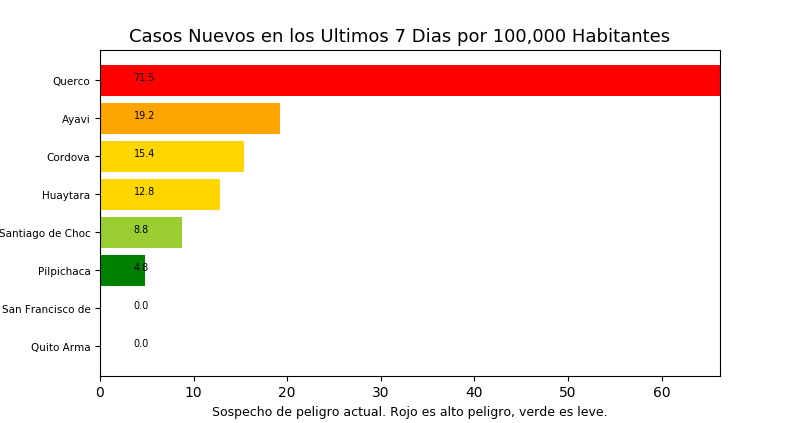 Casos Nuevos en los Ultimos 7 Dias por 100,000 Habitantes
Querco 71.5
Ayavi 19.2
Cordova 15.4
Huaytara 12.8
Santiago de Choc 8.8
Pilpichaca 4.8
San Francisco de 0.0
Quito Arma 0.0
0 10 20 30 40 50 60
Sospecho de peligro actual. Rojo es alto peligro, verde es leve.